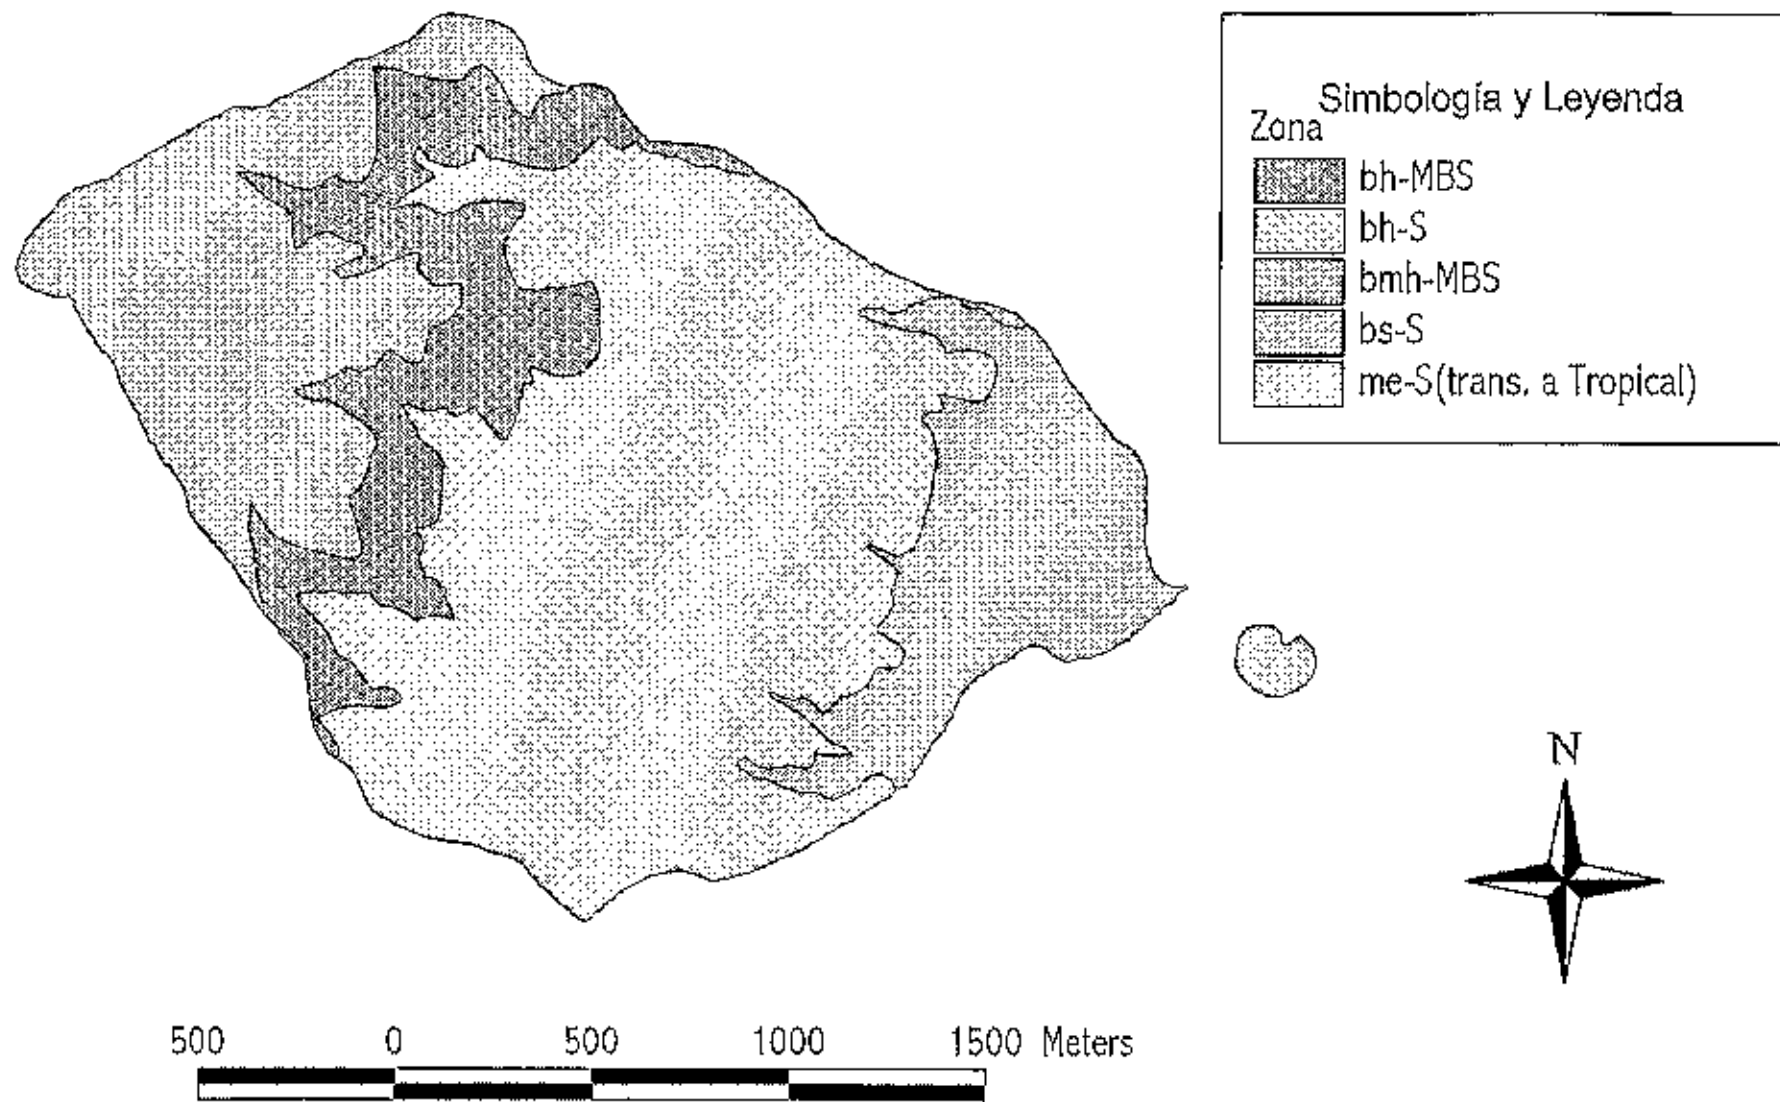 Simbología y Leyenda
Zona
bh-MBS
bh-S
bmh-MBS
bs-S
me-S(trans. a Tropical)
N
500 0 500 1000 1500 Meters